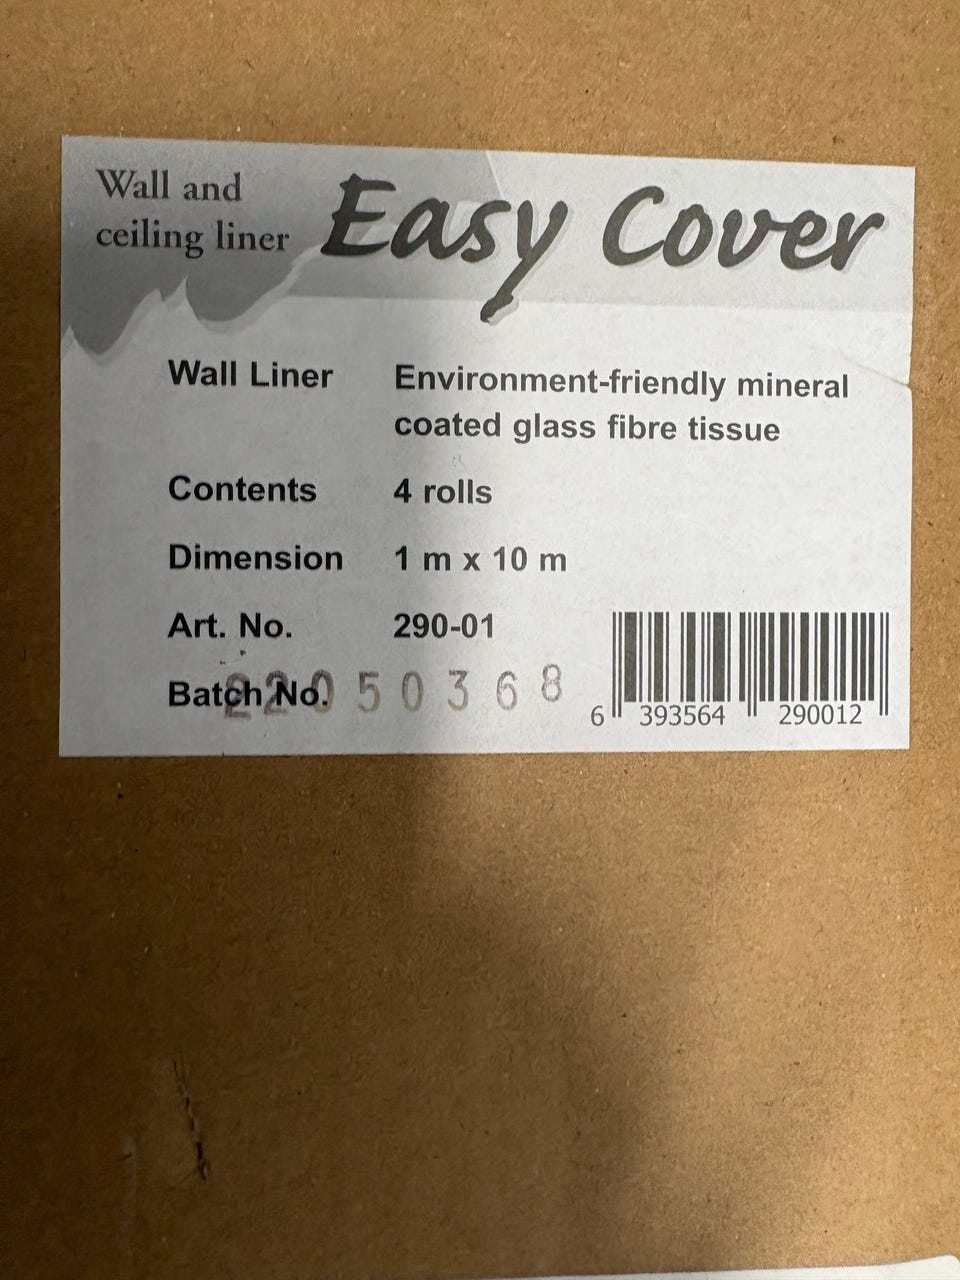 Wall and
ceiling liner
Easy Cover
Wall Liner Environment-friendly mineral
coated glass fibre tissue
Contents 4 rolls
Dimension 1 m x 10 m
Art. No. 290-01
Batch No. 22050368
6 393564 290012